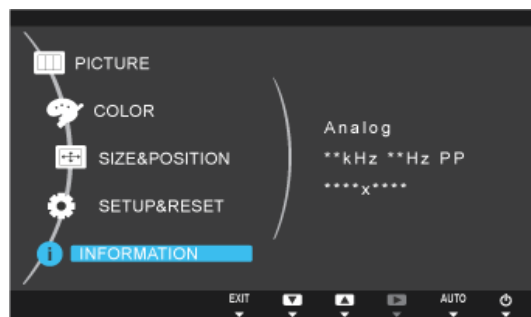 PICTURE
COLOR
SIZE&POSITION
SETUP&RESET
INFORMATION
Analog
**kHz **Hz PP
****x****
EXIT
AUTO